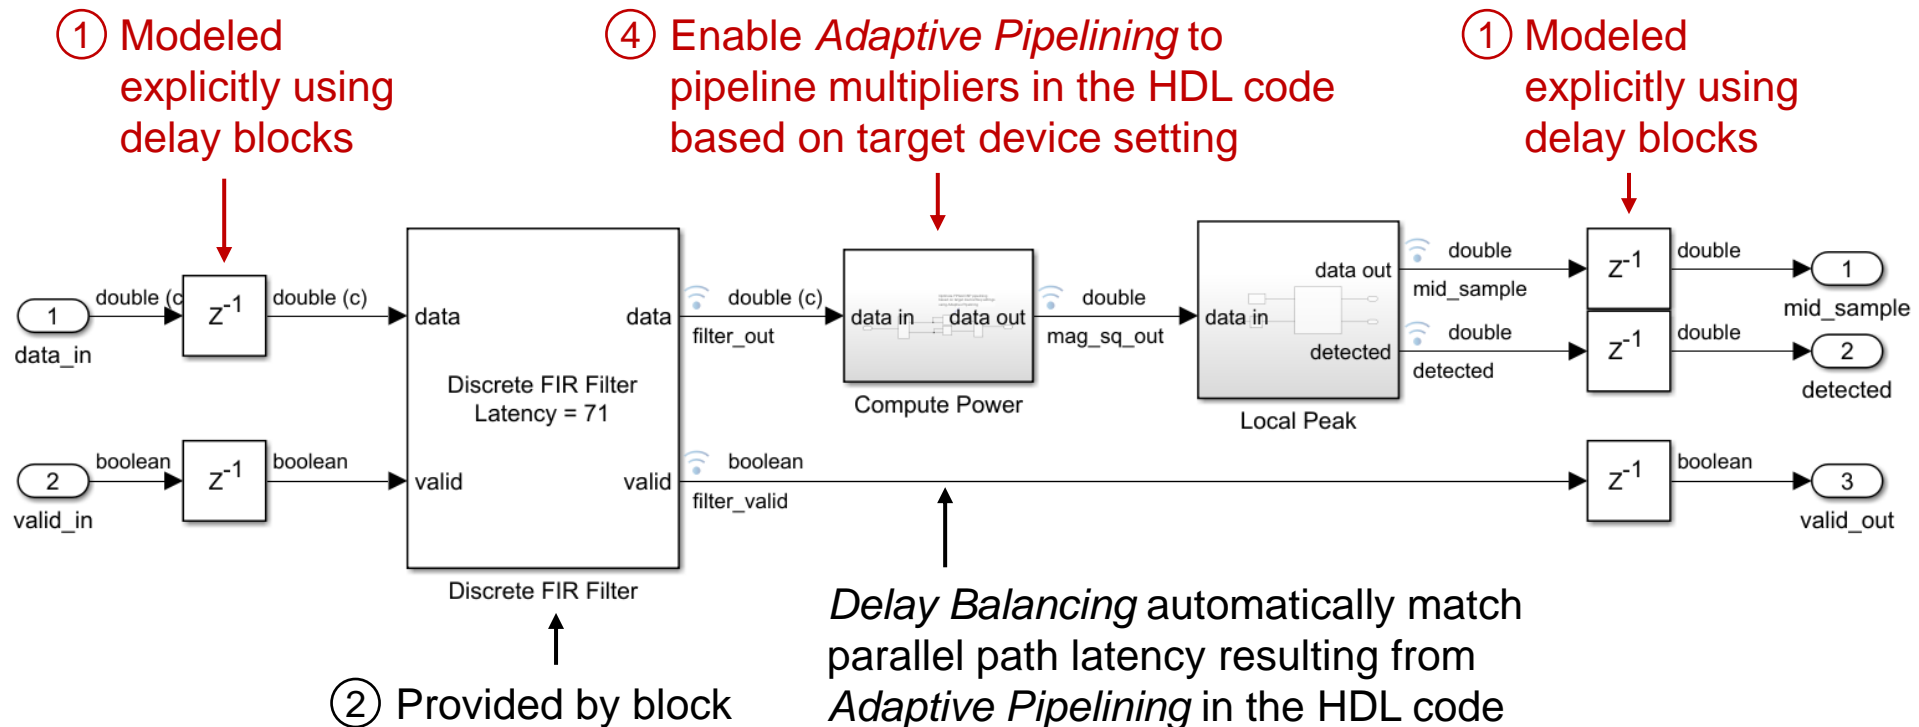 ① Modeled
explicitly using
delay blocks
④ Enable Adaptive Pipelining to
pipeline multipliers in the HDL code
based on target device setting
① Modeled
explicitly using
delay blocks
1
data_in
double (c
z-1
double (c)
data
data
Discrete FIR Filter
Latency = 71
valid
valid
Discrete FIR Filter
double (c)
filter_out
data in
data out
Compute Power
double
mag_sq_out
data in
data out
detected
Local Peak
double
mid_sample
double
detected
z-1
double
1
mid_sample
z-1
double
2
detected
2
valid_in
boolean
z-1
boolean
boolean
filter_valid
z-1
boolean
3
valid_out
② Provided by block
Delay Balancing automatically match
parallel path latency resulting from
Adaptive Pipelining in the HDL code